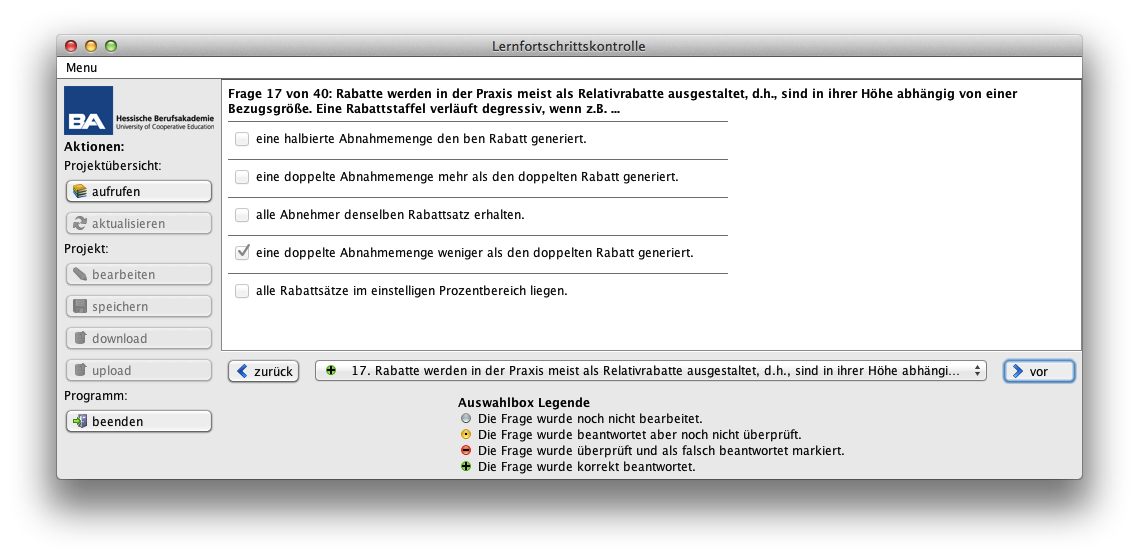 Lernfortschrittskontrolle
Menu
BA Hessische Berufsakademie
University of Cooperative Education
Aktionen:
Projektübersicht:
aufrufen
aktualisieren
Projekt:
bearbeiten
speichern
download
upload
Programm:
beenden
Frage 17 von 40: Rabatte werden in der Praxis meist als Relativrabatte ausgestaltet, d.h., sind in ihrer Höhe abhängig von einer
Bezugsgröße. Eine Rabattstaffel verläuft degressiv, wenn z.B. ...
eine halbierte Abnahmemenge den ben Rabatt generiert.
eine doppelte Abnahmemenge mehr als den doppelten Rabatt generiert.
alle Abnehmer denselben Rabattsatz erhalten.
eine doppelte Abnahmemenge weniger als den doppelten Rabatt generiert.
alle Rabattsätze im einstelligen Prozentbereich liegen.
zurück
17. Rabatte werden in der Praxis meist als Relativrabatte ausgestaltet, d.h., sind in ihrer Höhe abhängi...
vor
Auswahlbox Legende
Die Frage wurde noch nicht bearbeitet.
Die Frage wurde beantwortet aber noch nicht überprüft.
Die Frage wurde überprüft und als falsch beantwortet markiert.
Die Frage wurde korrekt beantwortet.